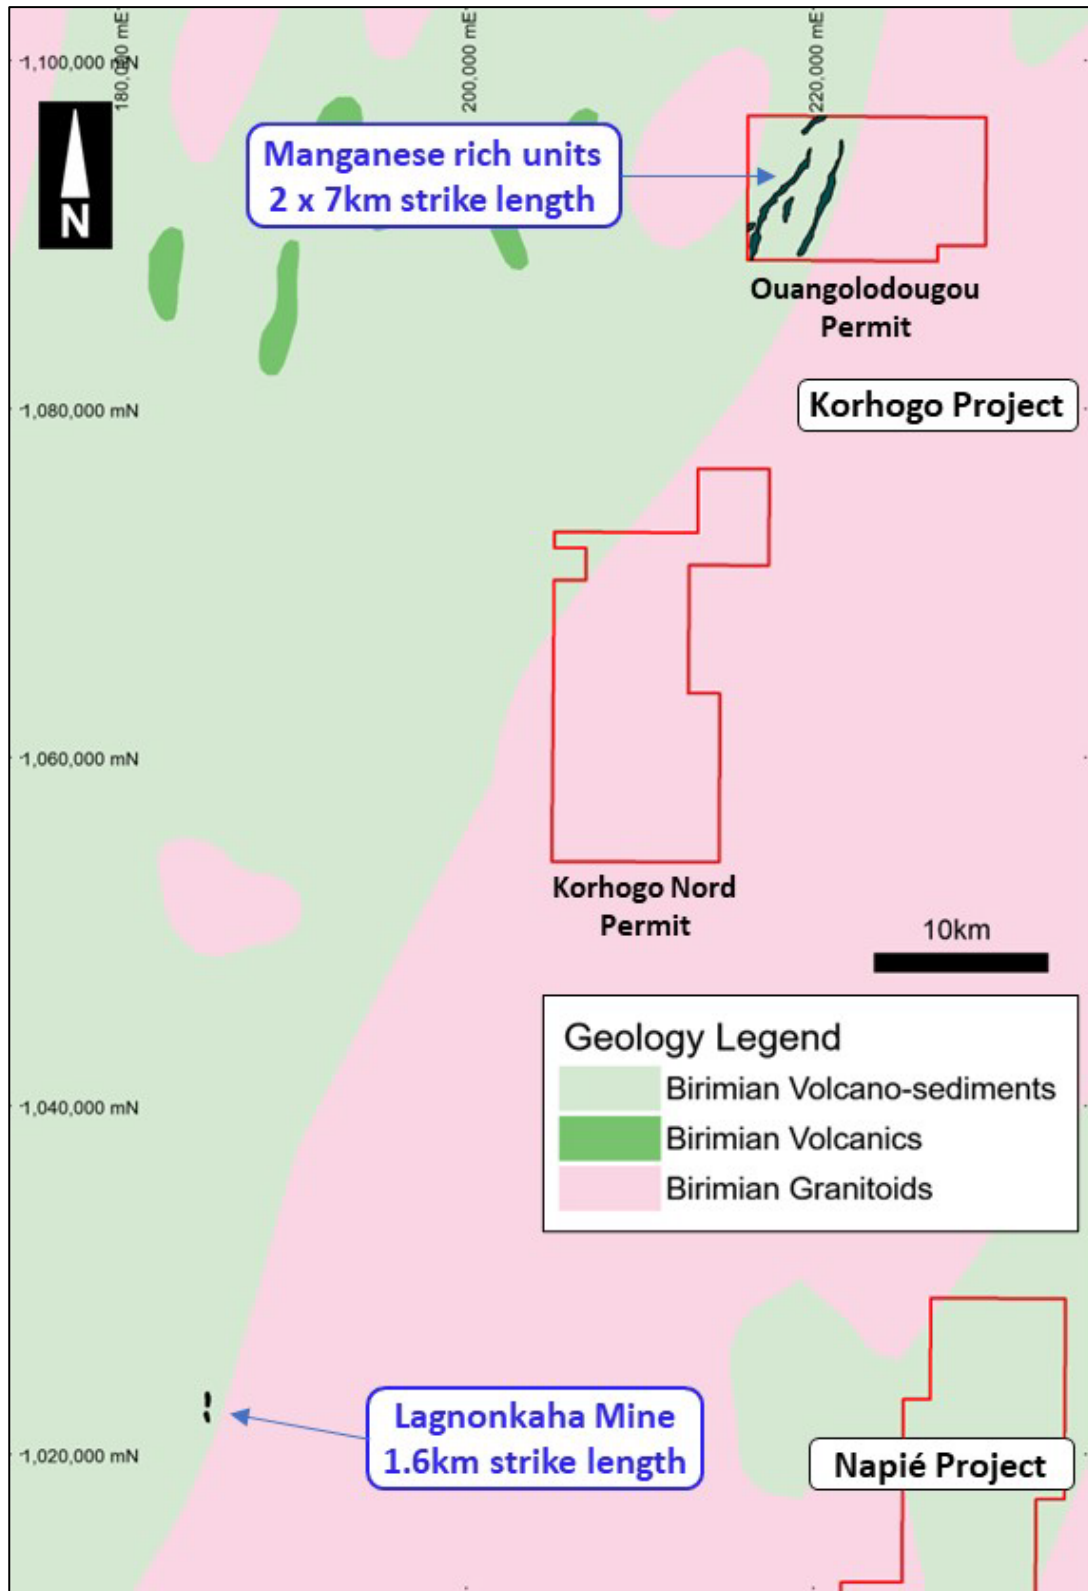 1,100,000 mN
180,000 mE
200,000 mE
220,000 mE
N
Manganese rich units
2 x 7km strike length
Ouangolodougou
Permit
Korhogo Project
1,080,000 mN
1,060,000 mN
Korhogo Nord
Permit
10km
Geology Legend
Birimian Volcano-sediments
Birimian Volcanics
Birimian Granitoids
1,040,000 mN
Lagnonkaha Mine
1.6km strike length
1,020,000 mN
Napié Project